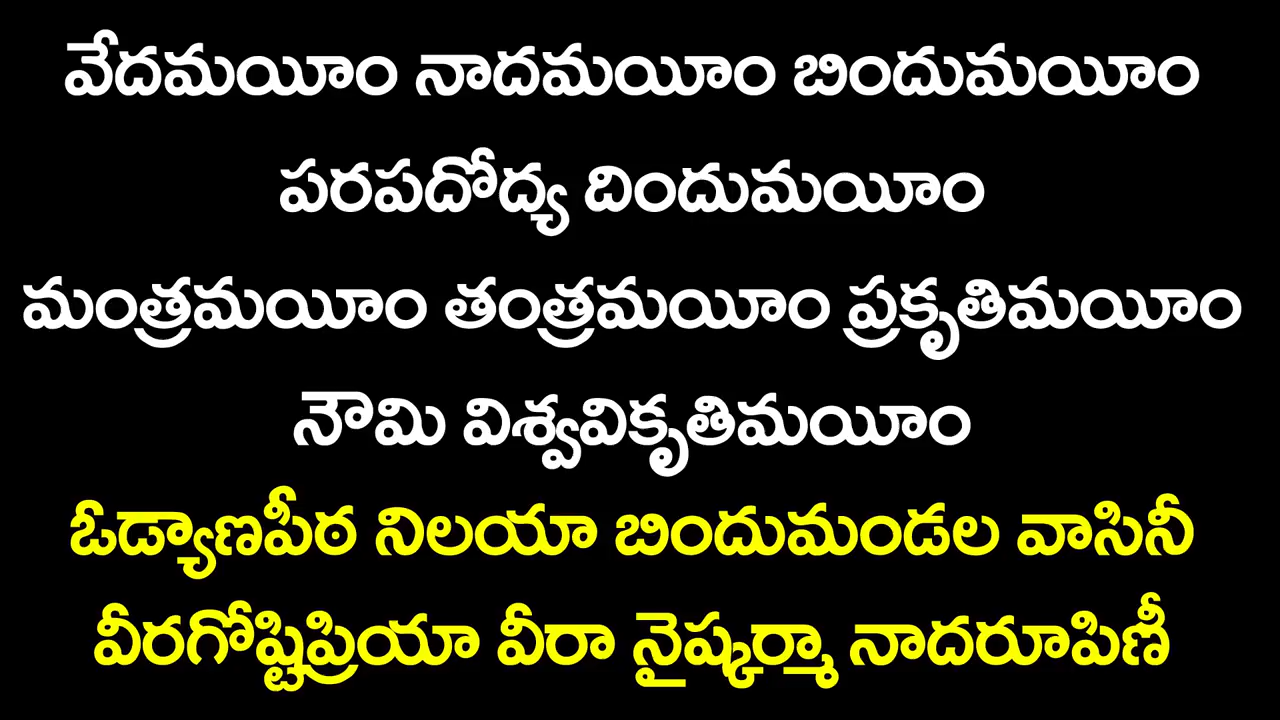 వేదమయీం నాదమయీం బిందుమయీం
పరపదోద్య దిందుమయీం
మంత్రమయీం తంత్రమయీం ప్రకృతిమయీం
నౌమి విశ్వవికృతిమయీం
ఓడ్యాణపీఠ నిలయా బిందుమండల వాసినీ
వీరగోష్టిప్రియా వీరా నైష్కర్మా నాదరూపిణీ